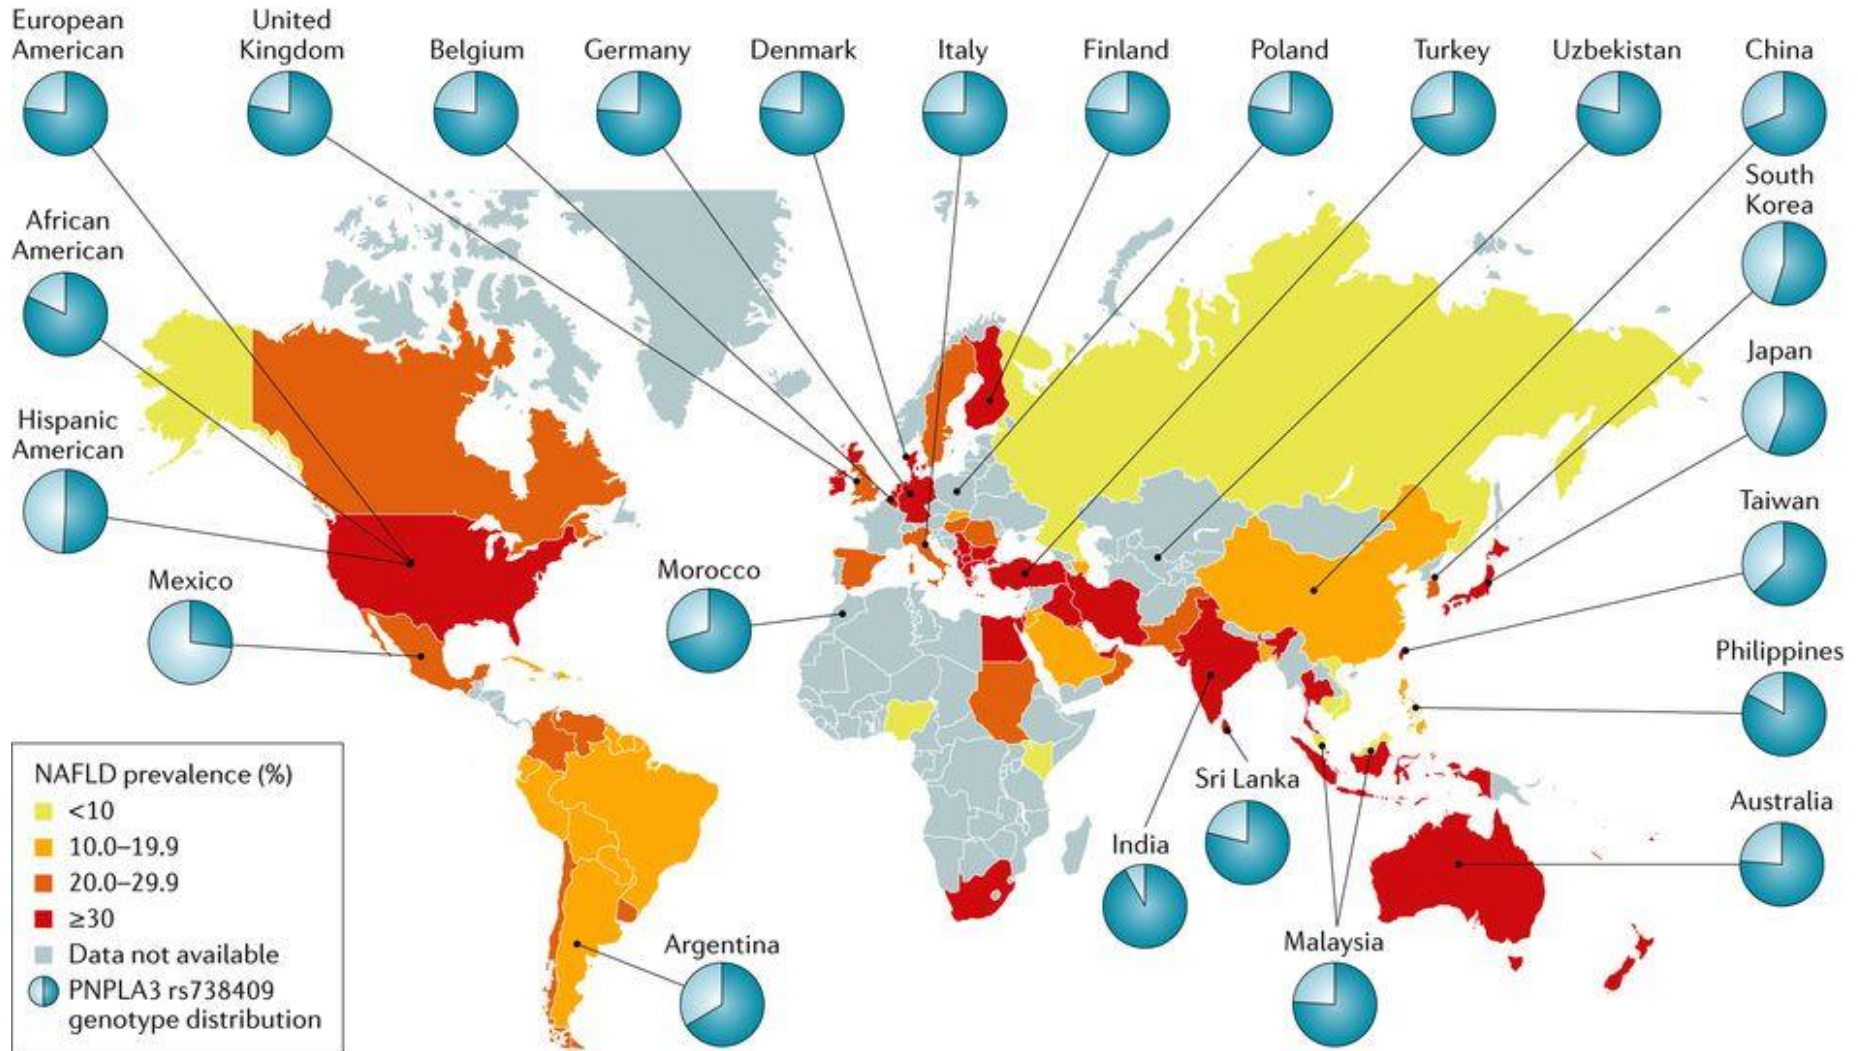 European
American
United
Kingdom
Belgium
Germany
Denmark
Italy
Finland
Poland
Turkey
Uzbekistan
China
South
Korea
African
American
Japan
Hispanic
American
Taiwan
Mexico
Morocco
Philippines
Sri Lanka
India
Australia
Malaysia
Argentina
NAFLD prevalence (%)
<10
10.0–19.9
20.0–29.9
≥30
Data not available
PNPLA3 rs738409
genotype distribution